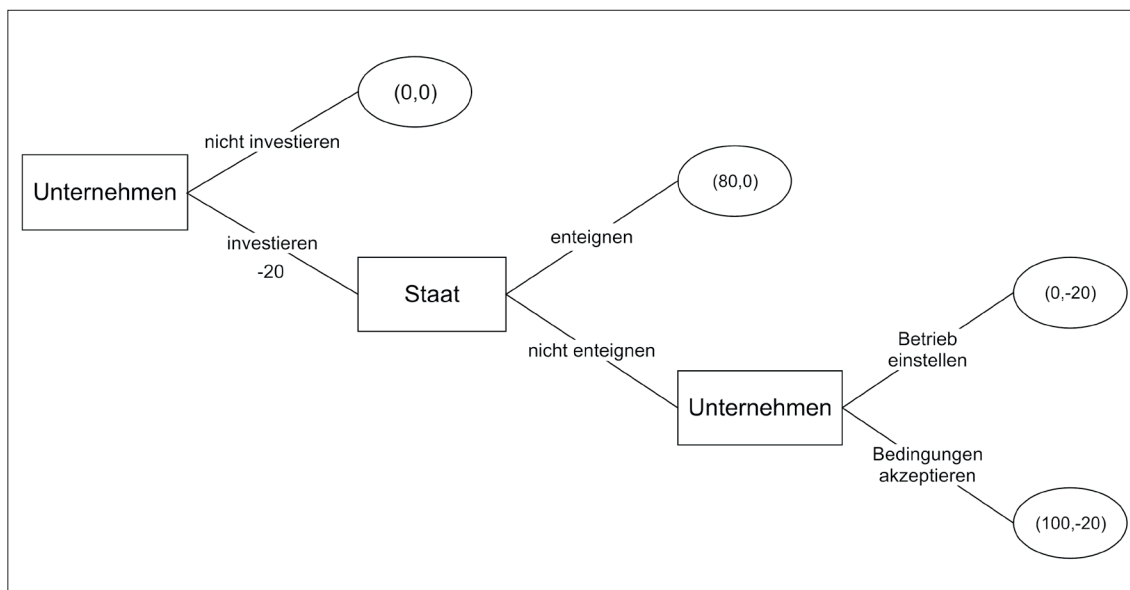 (0,0)
nicht investieren
Unternehmen
(80,0)
investieren
-20
enteignen
Staat
(0,-20)
nicht enteignen
Betrieb
einstellen
Unternehmen
Bedingungen
akzeptieren
(100,-20)